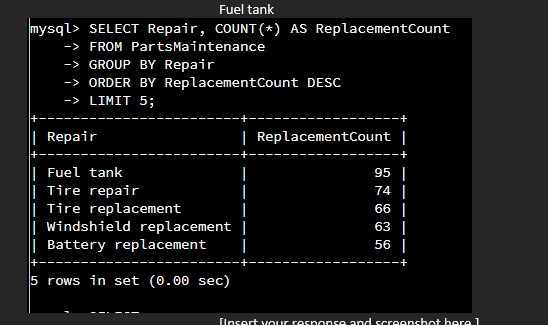 Fuel tank
mysql> SELECT Repair, COUNT(*) AS ReplacementCount
    -> FROM PartsMaintenance
    -> GROUP BY Repair
    -> ORDER BY ReplacementCount DESC
    -> LIMIT 5;
+------------------------+------------------+
| Repair                 | ReplacementCount |
+------------------------+------------------+
| Fuel tank              |               95 |
| Tire repair            |               74 |
| Tire replacement       |               66 |
| Windshield replacement |               63 |
| Battery replacement    |               56 |
+------------------------+------------------+
5 rows in set (0.00 sec)
[Insert your response and screenshot here.]